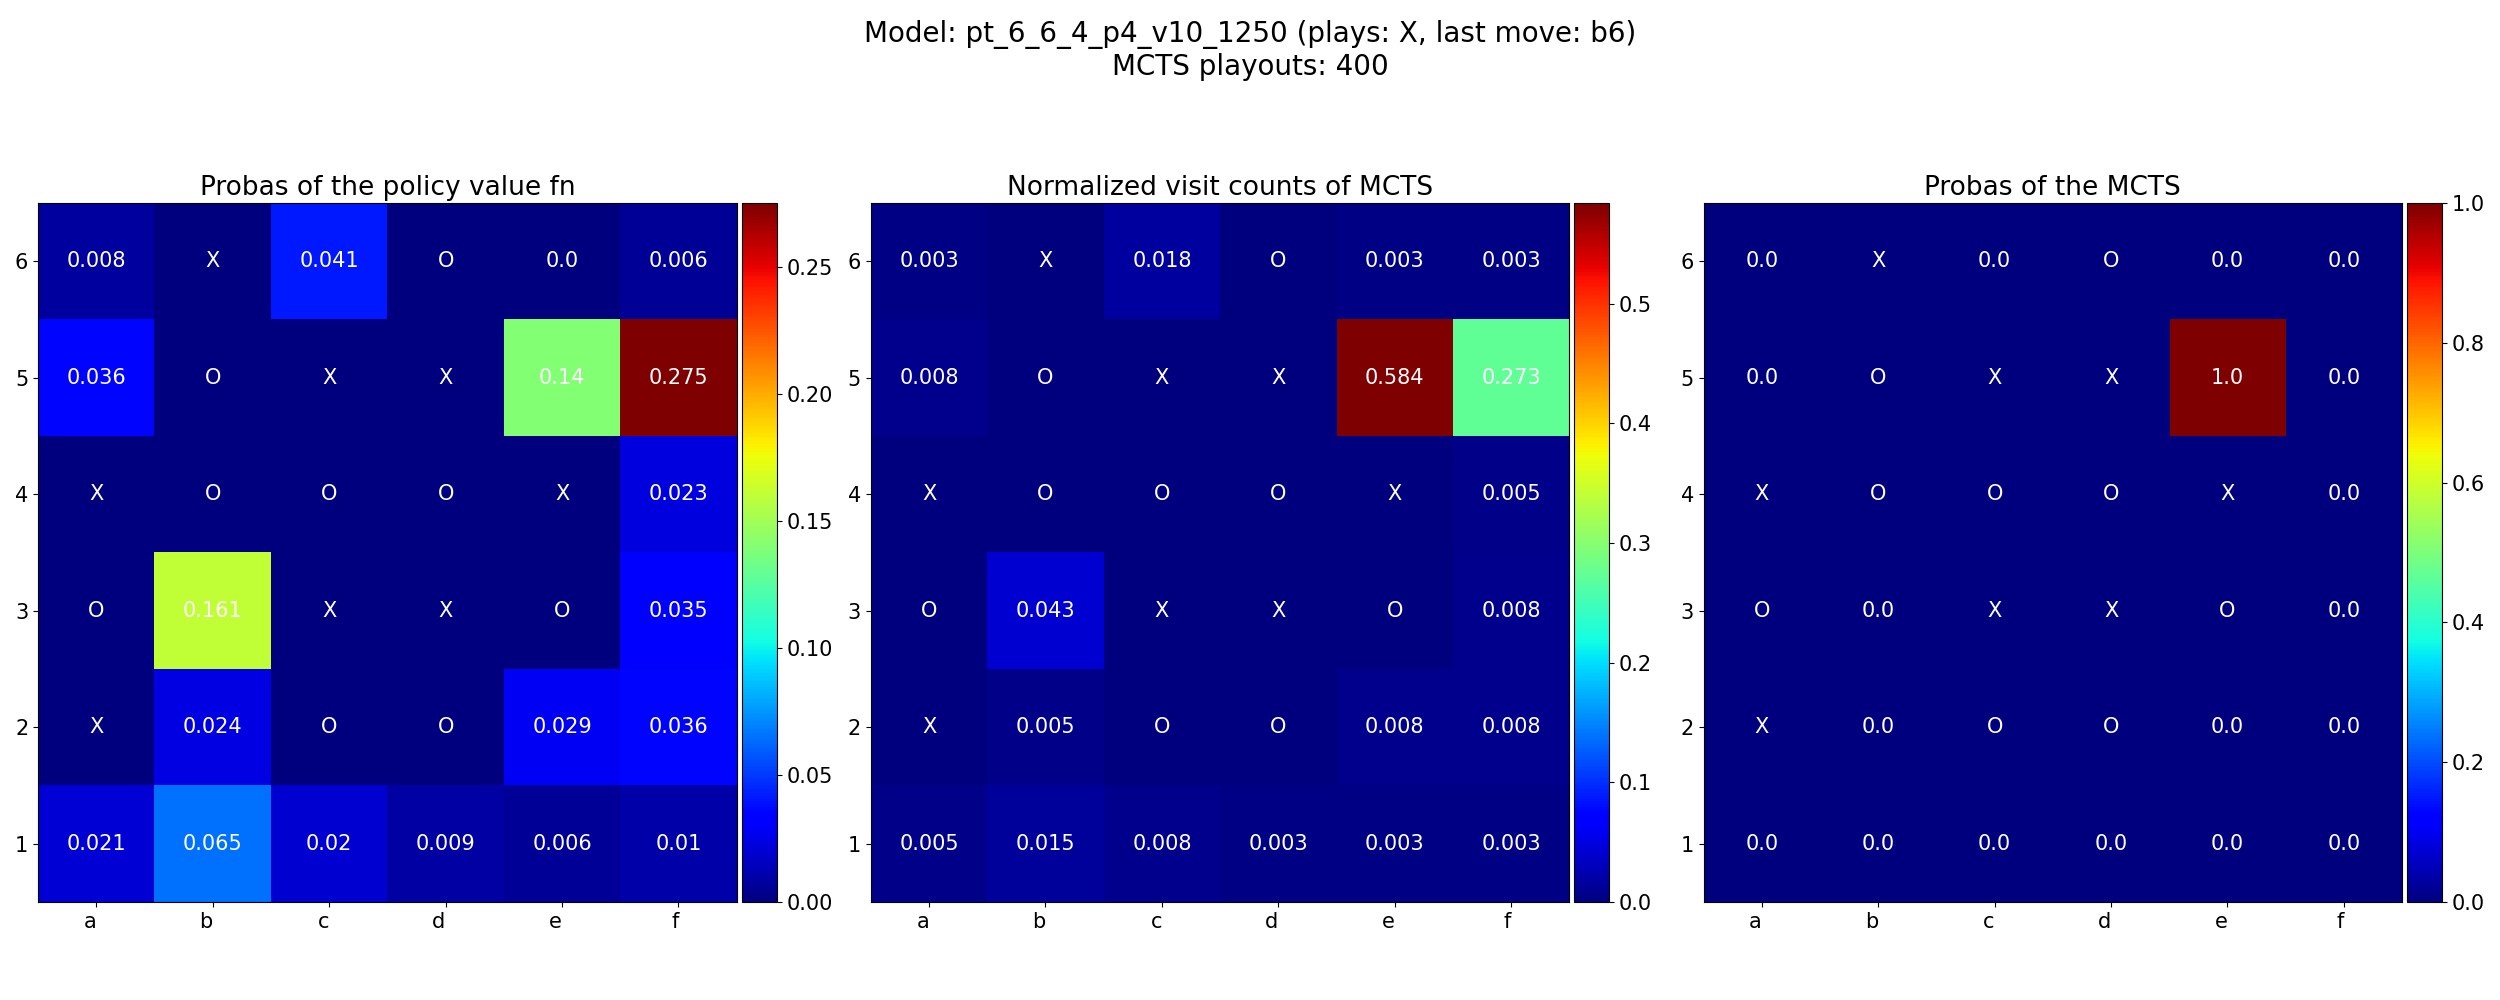 Model: pt_6_6_4_p4_v10_1250 (plays: X, last move: b6)
MCTS playouts: 400
Probas of the policy value fn
6 0.008 X 0.041 O 0.0 0.006
5 0.036 O X X 0.14 0.275
4 X O O O X 0.023
3 O 0.161 X X O 0.035
2 X 0.024 O O 0.029 0.036
1 0.021 0.065 0.02 0.009 0.006 0.01
a b c d e f
0.25
0.20
0.15
0.10
0.05
0.00
Normalized visit counts of MCTS
6 0.003 X 0.018 O 0.003 0.003
5 0.008 O X X 0.584 0.273
4 X O O O X 0.005
3 O 0.043 X X O 0.008
2 X 0.005 O O 0.008 0.008
1 0.005 0.015 0.008 0.003 0.003 0.003
a b c d e f
0.5
0.4
0.3
0.2
0.1
0.0
Probas of the MCTS
6 0.0 X 0.0 O 0.0 0.0
5 0.0 O X X 1.0 0.0
4 X O O O X 0.0
3 O 0.0 X X O 0.0
2 X 0.0 O O 0.0 0.0
1 0.0 0.0 0.0 0.0 0.0 0.0
a b c d e f
1.0
0.8
0.6
0.4
0.2
0.0